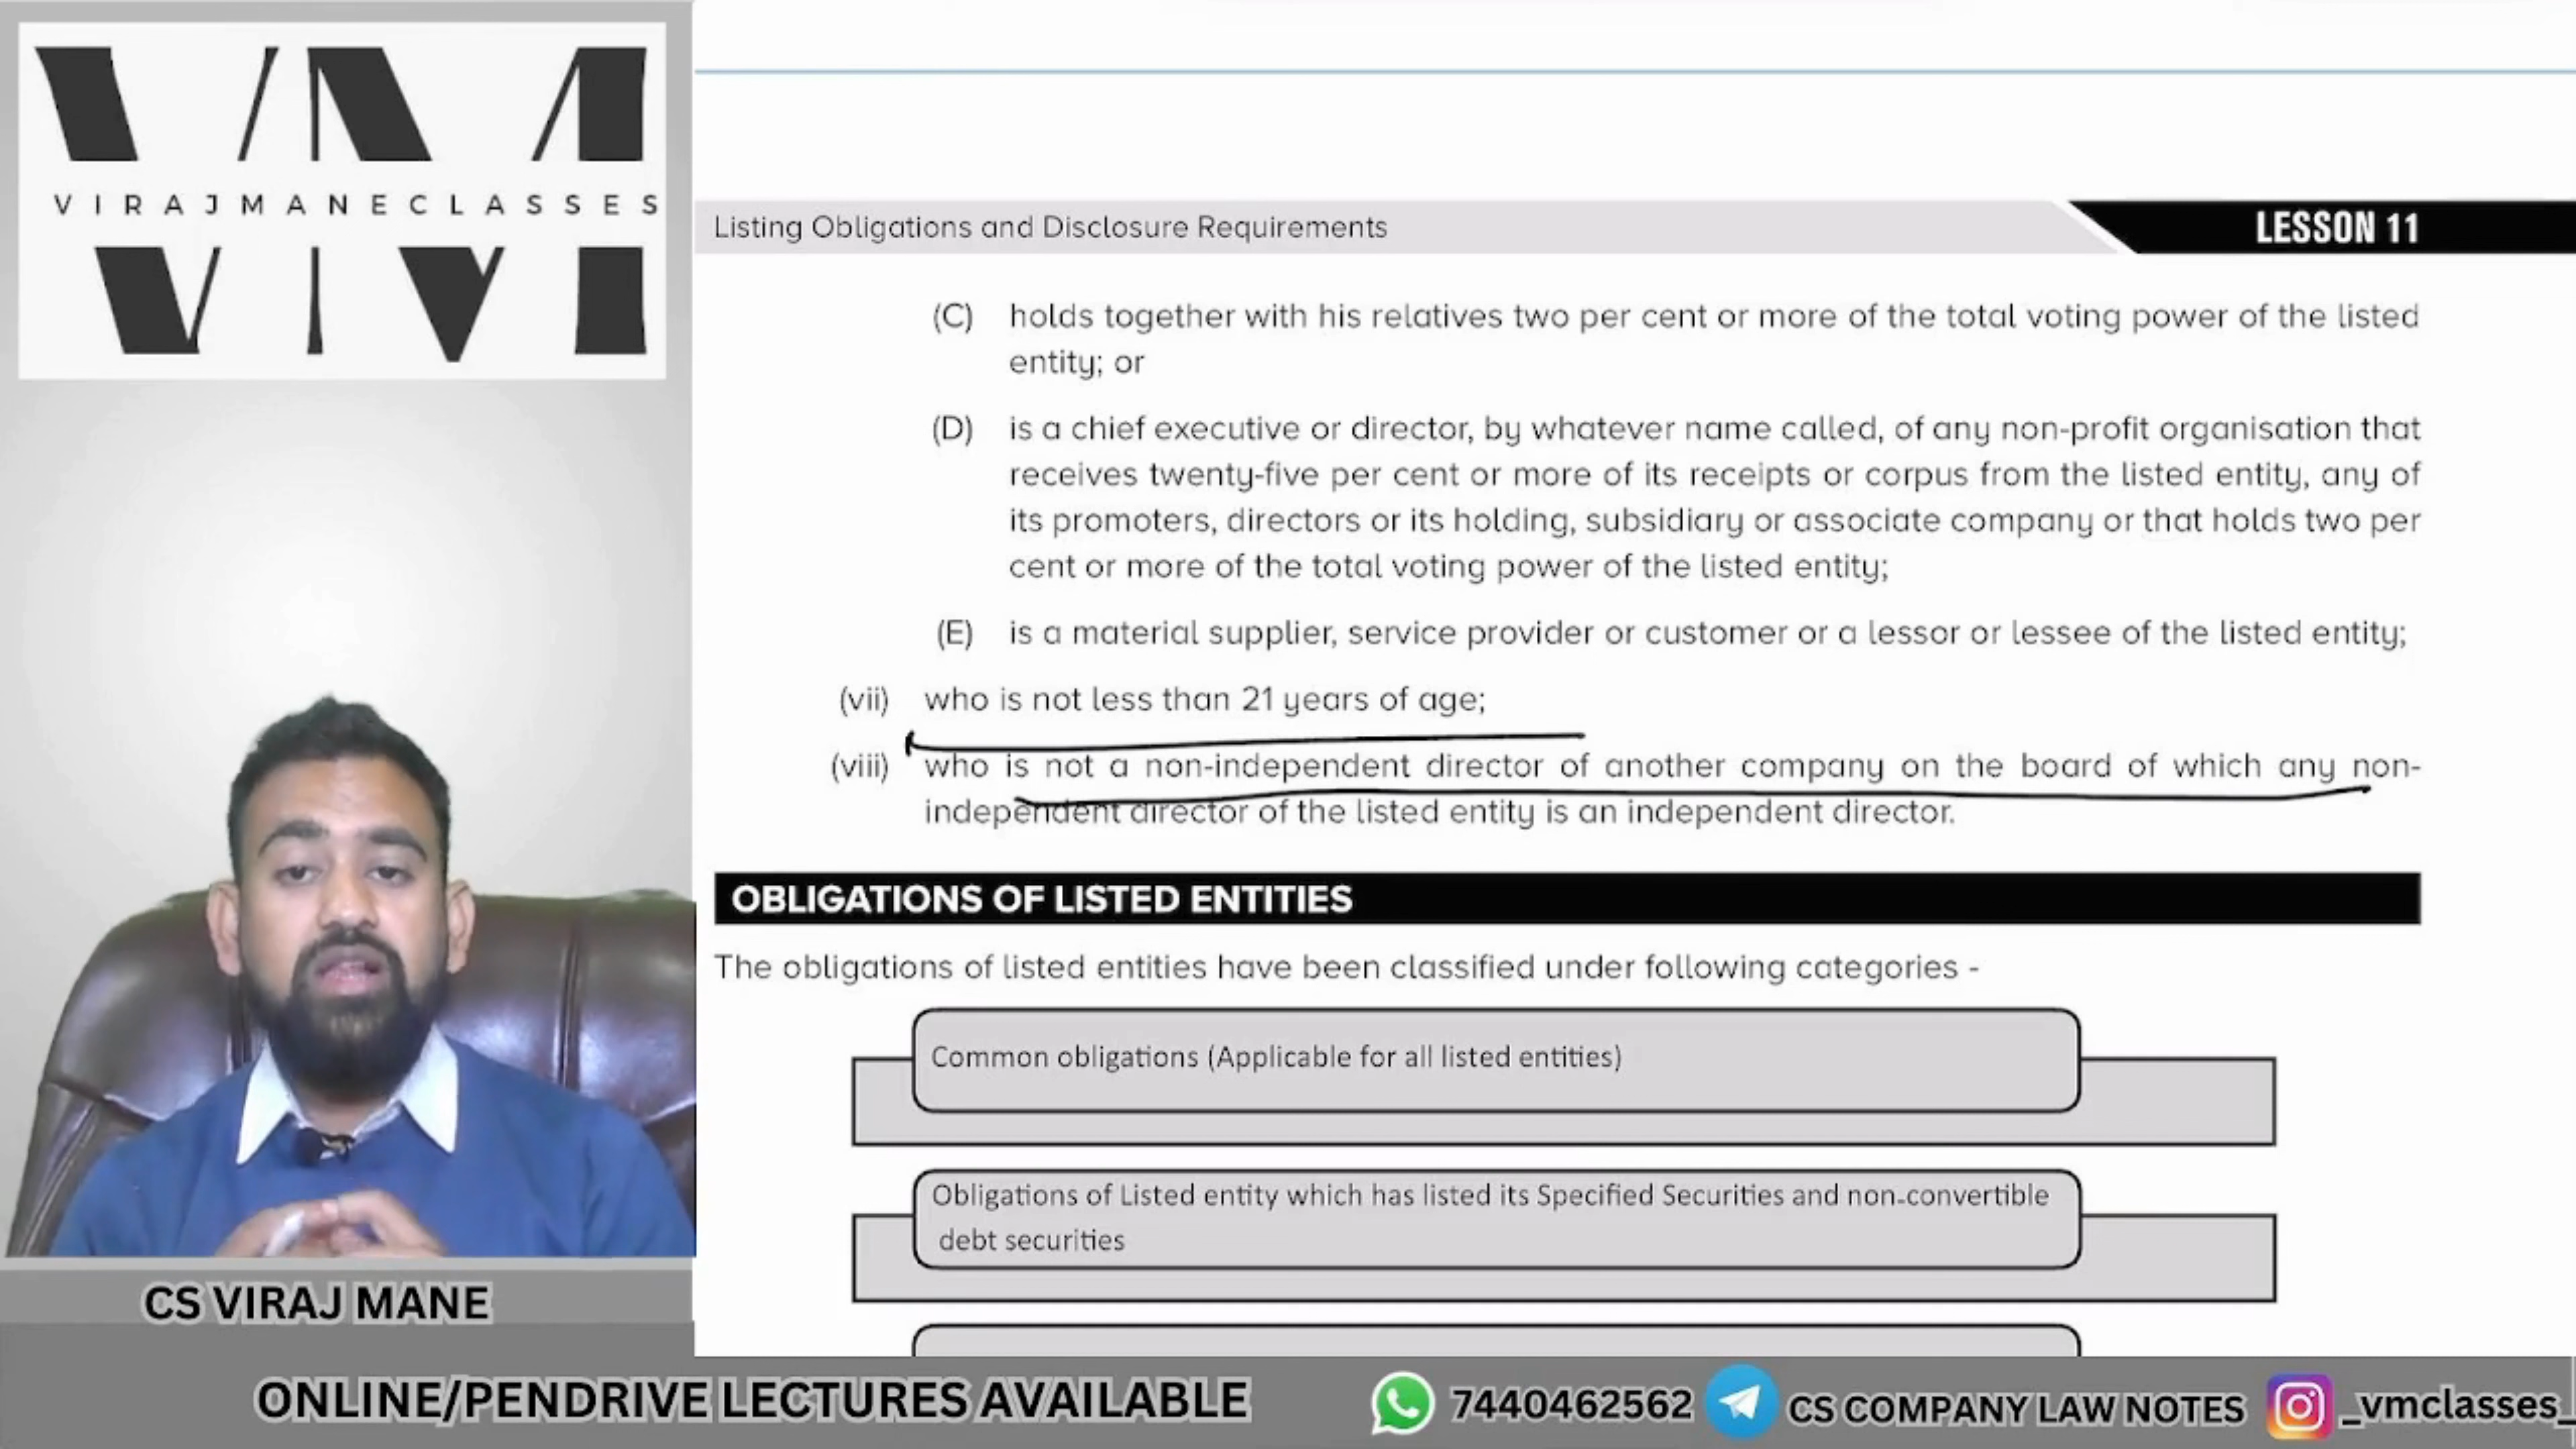 VIRAJMANECLASSES
Listing Obligations and Disclosure Requirements
LESSON 11
(C) holds together with his relatives two per cent or more of the total voting power of the listed
entity; or
(D) is a chief executive or director, by whatever name called, of any non-profit organisation that
receives twenty-five per cent or more of its receipts or corpus from the listed entity, any of
its promoters, directors or its holding, subsidiary or associate company or that holds two per
cent or more of the total voting power of the listed entity;
(E) is a material supplier, service provider or customer or a lessor or lessee of the listed entity;
(vii) who is not less than 21 years of age;
(viii) who is not a non-independent director of another company on the board of which any non-
independent director of the listed entity is an independent director.
OBLIGATIONS OF LISTED ENTITIES
The obligations of listed entities have been classified under following categories -
Common obligations (Applicable for all listed entities)
Obligations of Listed entity which has listed its Specified Securities and non-convertible
debt securities
CS VIRAJ MANE
ONLINE/PENDRIVE LECTURES AVAILABLE
7440462562
CS COMPANY LAW NOTES
_vmclasses_